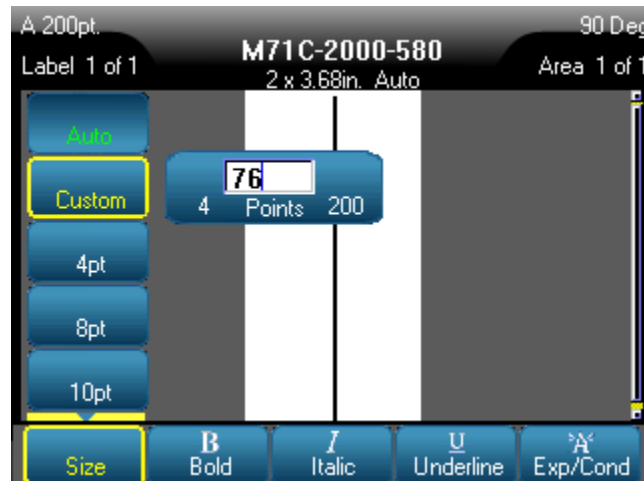 A 200pt.
90 Deg
M71C-2000-580
Label 1 of 1
2 x 3.68in. Auto
Area 1 of 1
Auto
Custom
76
4 Points 200
4pt
8pt
10pt
Size
B
Bold
I
Italic
U
Underline
A
Exp/Cond